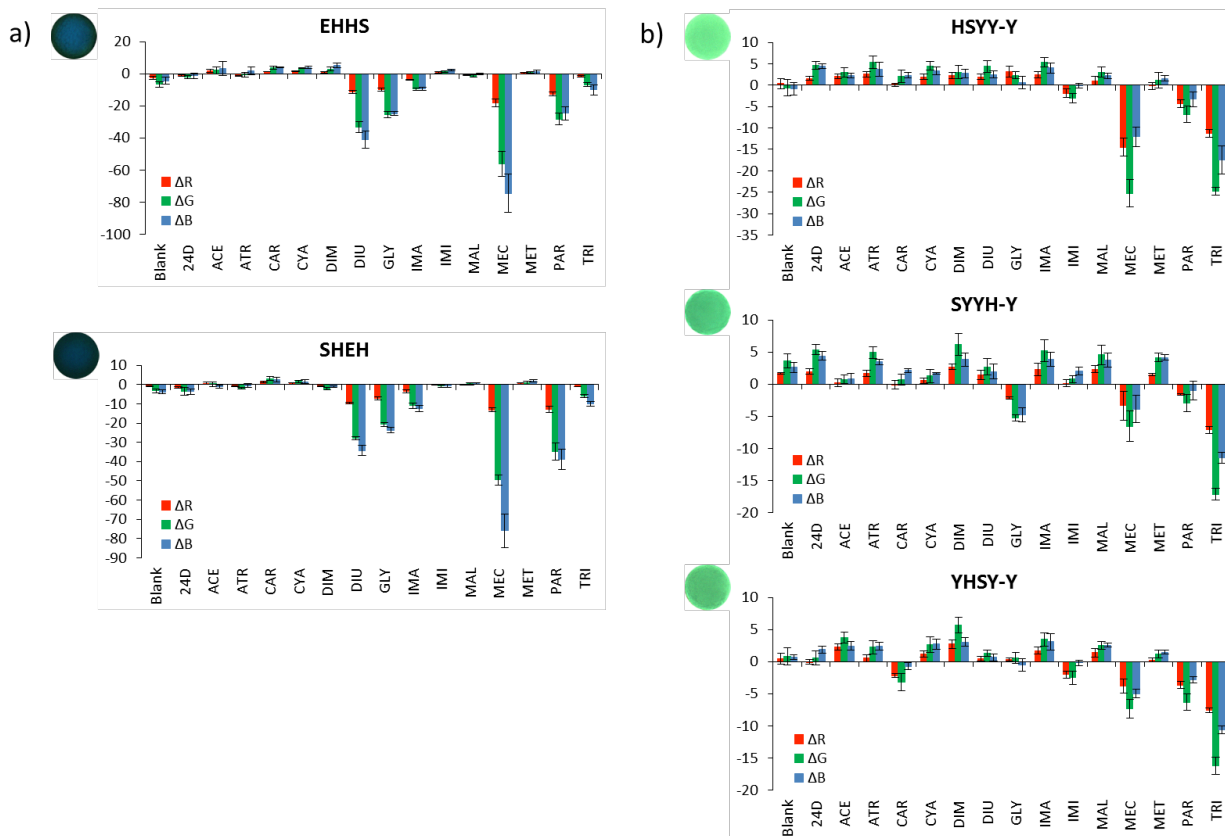 a)
EHHS
20
0
-20
-40
-60
-80
-100
ΔR
ΔG
ΔB
Blank
24D
ACE
ATR
CAR
CYA
DIM
DIU
GLY
IMA
IMI
MAL
MEC
MET
PAR
TRI
SHEH
10
0
-10
-20
-30
-40
-50
-60
-70
-80
-90
ΔR
ΔG
ΔB
Blank
24D
ACE
ATR
CAR
CYA
DIM
DIU
GLY
IMA
IMI
MAL
MEC
MET
PAR
TRI
b)
HSYY-Y
10
5
0
-5
-10
-15
-20
-25
-30
-35
ΔR
ΔG
ΔB
Blank
24D
ACE
ATR
CAR
CYA
DIM
DIU
GLY
IMA
IMI
MAL
MEC
MET
PAR
TRI
SYYH-Y
10
5
0
-5
-10
-15
-20
ΔR
ΔG
ΔB
Blank
24D
ACE
ATR
CAR
CYA
DIM
DIU
GLY
IMA
IMI
MAL
MEC
MET
PAR
TRI
YHSY-Y
10
5
0
-5
-10
-15
-20
ΔR
ΔG
ΔB
Blank
24D
ACE
ATR
CAR
CYA
DIM
DIU
GLY
IMA
IMI
MAL
MEC
MET
PAR
TRI